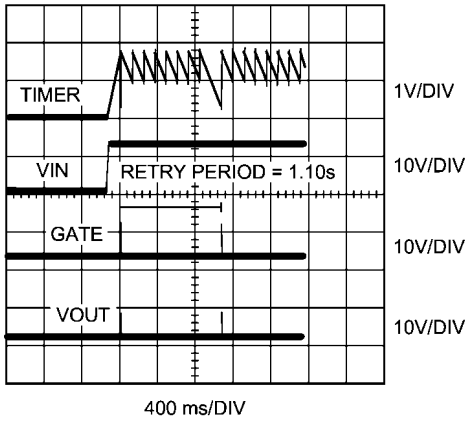 TIMER
1V/DIV
VIN
RETRY PERIOD = 1.10s
10V/DIV
GATE
10V/DIV
VOUT
10V/DIV
400 ms/DIV